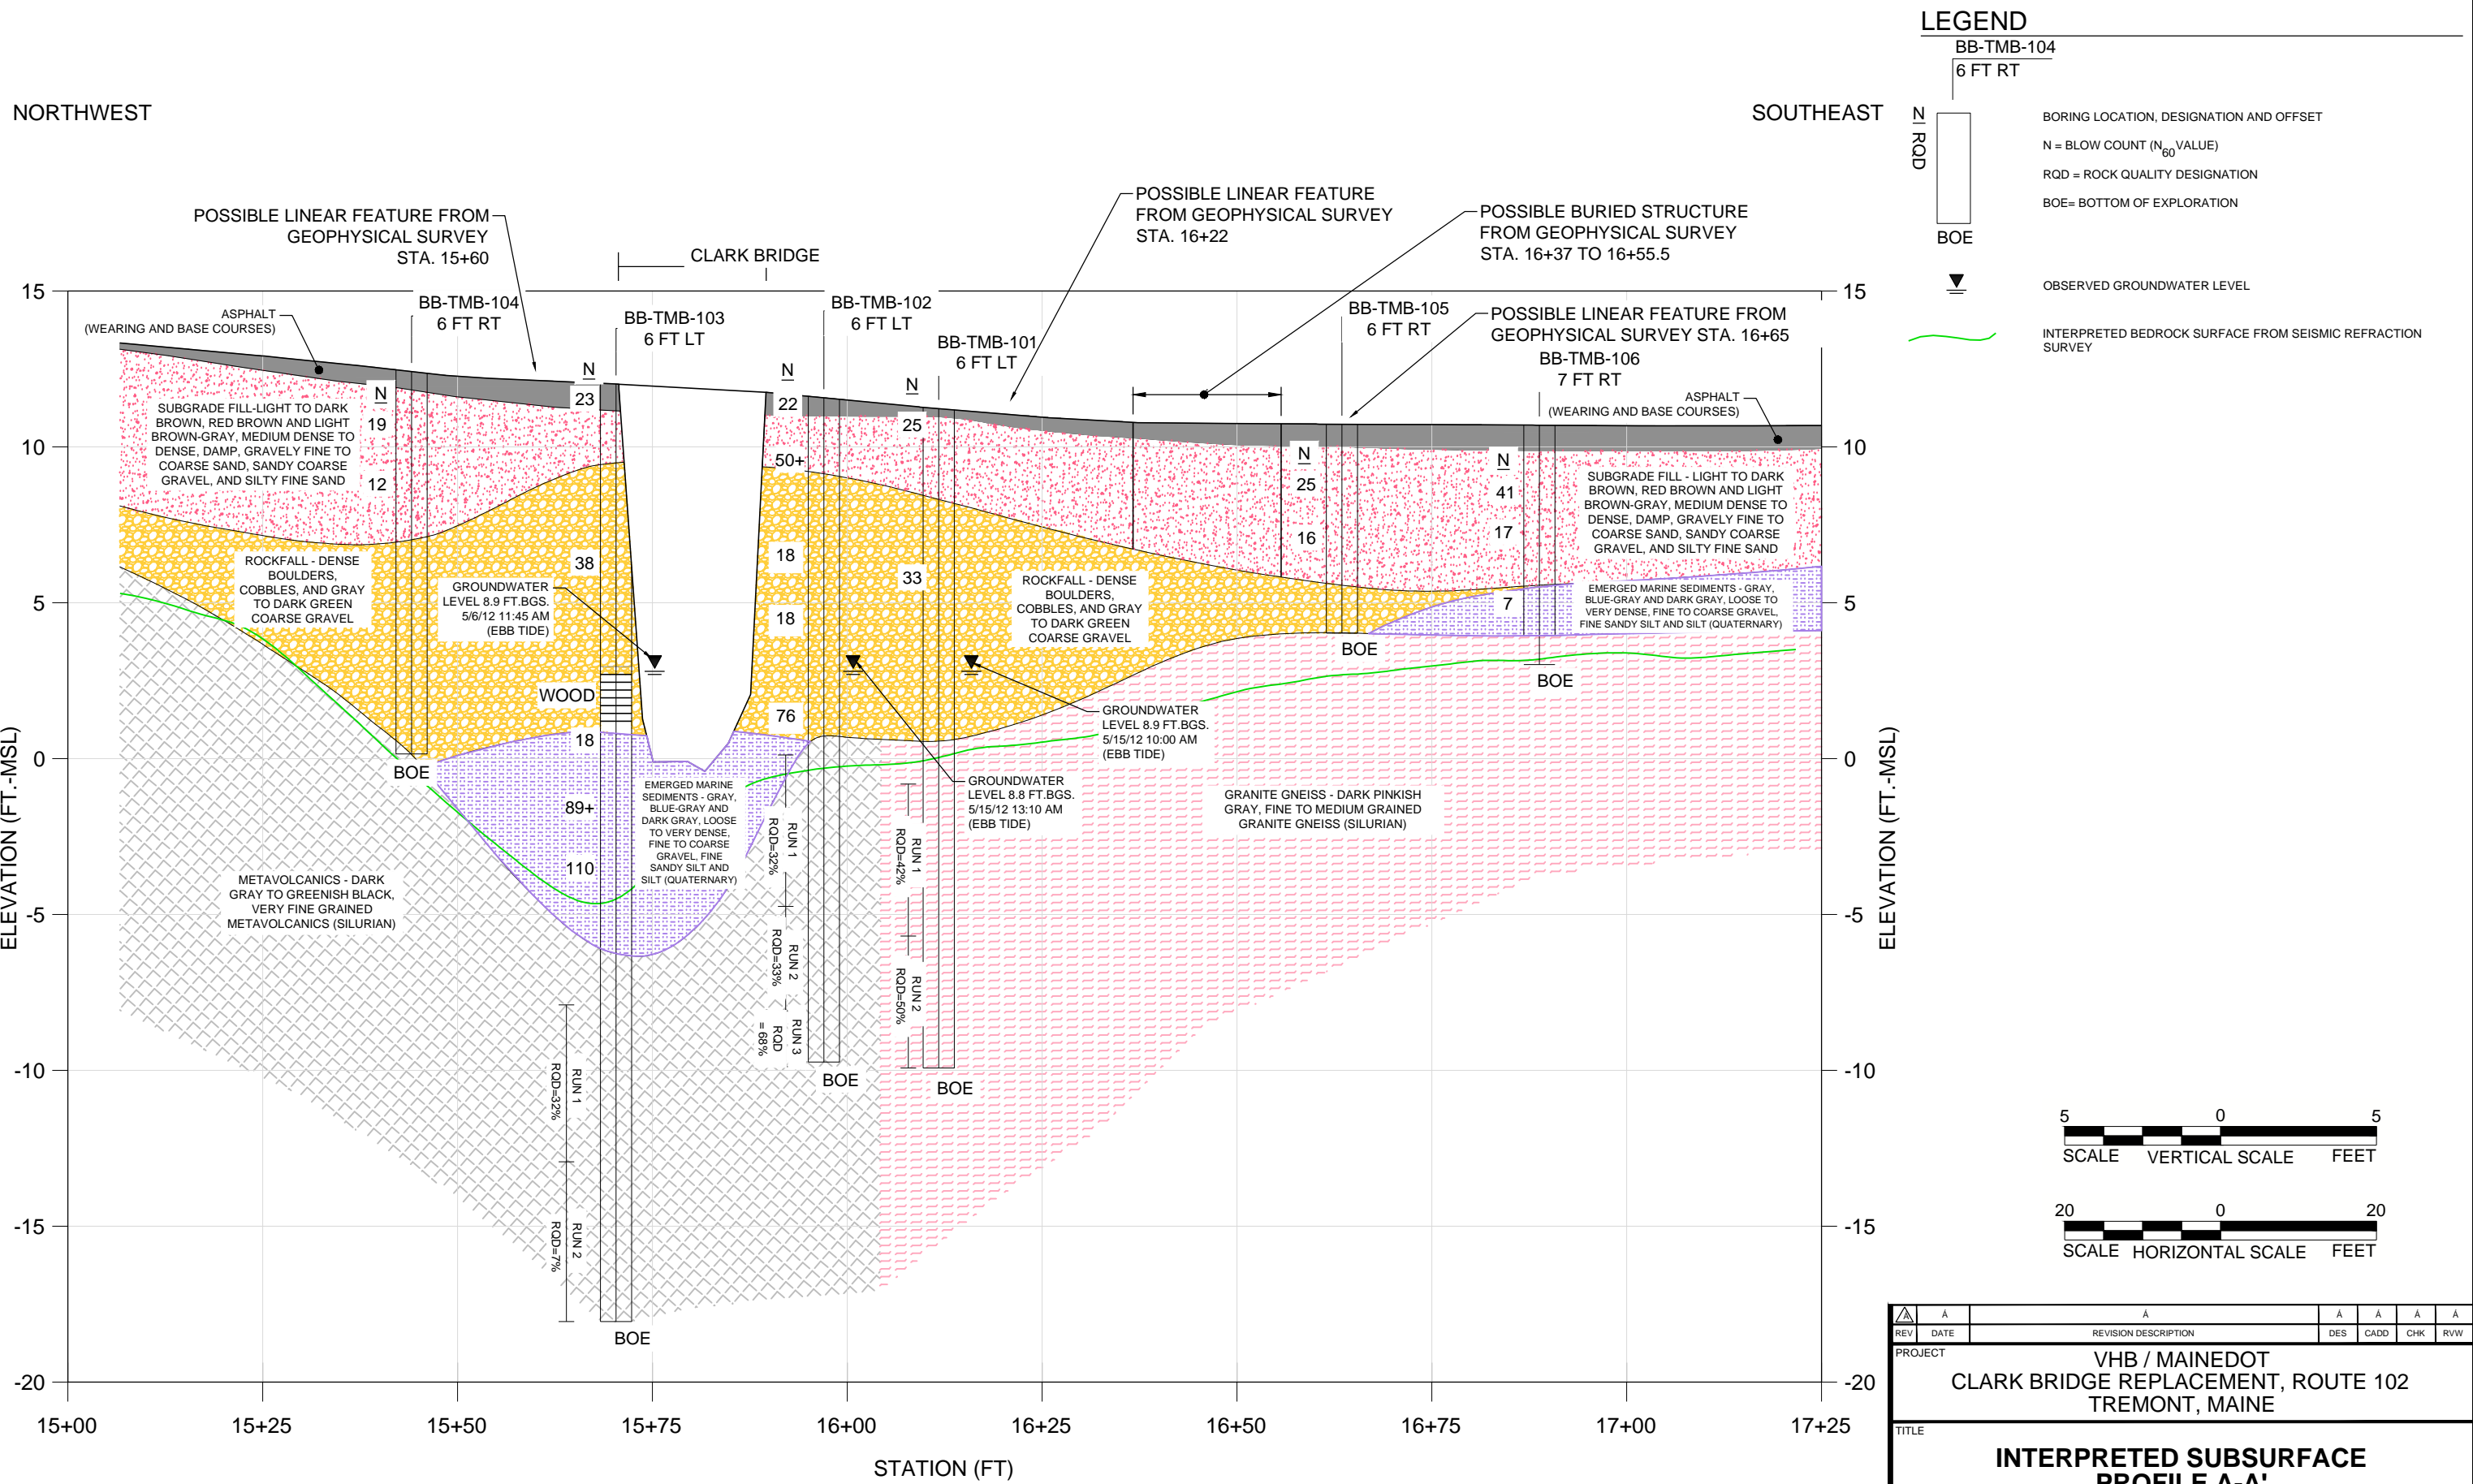 LEGEND
BB-TMB-104
6 FT RT
N
RQD
BOE
BORING LOCATION, DESIGNATION AND OFFSET
N = BLOW COUNT (N60 VALUE)
RQD = ROCK QUALITY DESIGNATION
BOE= BOTTOM OF EXPLORATION
OBSERVED GROUNDWATER LEVEL
INTERPRETED BEDROCK SURFACE FROM SEISMIC REFRACTION
SURVEY
NORTHWEST
SOUTHEAST
POSSIBLE LINEAR FEATURE FROM
GEOPHYSICAL SURVEY
STA. 15+60
CLARK BRIDGE
POSSIBLE LINEAR FEATURE
FROM GEOPHYSICAL SURVEY
STA. 16+22
POSSIBLE BURIED STRUCTURE
FROM GEOPHYSICAL SURVEY
STA. 16+37 TO 16+55.5
POSSIBLE LINEAR FEATURE FROM
GEOPHYSICAL SURVEY STA. 16+65
ASPHALT
(WEARING AND BASE COURSES)
BB-TMB-104
6 FT RT
BB-TMB-103
6 FT LT
BB-TMB-102
6 FT LT
BB-TMB-101
6 FT LT
BB-TMB-105
6 FT RT
BB-TMB-106
7 FT RT
ASPHALT
(WEARING AND BASE COURSES)
SUBGRADE FILL-LIGHT TO DARK
BROWN, RED BROWN AND LIGHT
BROWN-GRAY, MEDIUM DENSE TO
DENSE, DAMP, GRAVELY FINE TO
COARSE SAND, SANDY COARSE
GRAVEL, AND SILTY FINE SAND
N
19
12
BOE
ROCKFALL - DENSE
BOULDERS,
COBBLES, AND GRAY
TO DARK GREEN
COARSE GRAVEL
N
23
38
WOOD
18
89+
110
GROUNDWATER
LEVEL 8.9 FT.BGS.
5/6/12 11:45 AM
(EBB TIDE)
RUN 1
RQD=32%
RUN 2
RQD=7%
BOE
EMERGED MARINE
SEDIMENTS - GRAY,
BLUE-GRAY AND
DARK GRAY, LOOSE
TO VERY DENSE,
FINE TO COARSE
GRAVEL, FINE
SANDY SILT AND
SILT (QUATERNARY)
METAVOLCANICS - DARK
GRAY TO GREENISH BLACK,
VERY FINE GRAINED
METAVOLCANICS (SILURIAN)
N
22
50+
18
18
76
RUN 1
RQD=32%
RUN 2
RQD=33%
RUN 3
RQD
= 68%
BOE
N
25
33
RUN 1
RQD=42%
RUN 2
RQD=50%
BOE
ROCKFALL - DENSE
BOULDERS,
COBBLES, AND GRAY
TO DARK GREEN
COARSE GRAVEL
GROUNDWATER
LEVEL 8.9 FT.BGS.
5/15/12 10:00 AM
(EBB TIDE)
GROUNDWATER
LEVEL 8.8 FT.BGS.
5/15/12 13:10 AM
(EBB TIDE)
GRANITE GNEISS - DARK PINKISH
GRAY, FINE TO MEDIUM GRAINED
GRANITE GNEISS (SILURIAN)
N
25
16
BOE
N
41
17
7
BOE
SUBGRADE FILL - LIGHT TO DARK
BROWN, RED BROWN AND LIGHT
BROWN-GRAY, MEDIUM DENSE TO
DENSE, DAMP, GRAVELY FINE TO
COARSE SAND, SANDY COARSE
GRAVEL, AND SILTY FINE SAND
EMERGED MARINE SEDIMENTS - GRAY,
BLUE-GRAY AND DARK GRAY, LOOSE TO
VERY DENSE, FINE TO COARSE GRAVEL,
FINE SANDY SILT AND SILT (QUATERNARY)
ELEVATION (FT.-MSL)
15
10
5
0
-5
-10
-15
-20
ELEVATION (FT.-MSL)
15
10
5
0
-5
-10
-15
-20
15+00 15+25 15+50 15+75 16+00 16+25 16+50 16+75 17+00 17+25
STATION (FT)
5 0 5
SCALE VERTICAL SCALE FEET
20 0 20
SCALE HORIZONTAL SCALE FEET
A Á Á Á Á Á Á
REV DATE REVISION DESCRIPTION DES CADD CHK RVW
PROJECT
VHB / MAINEDOT
CLARK BRIDGE REPLACEMENT, ROUTE 102
TREMONT, MAINE
TITLE
INTERPRETED SUBSURFACE
PROFILE A-A'